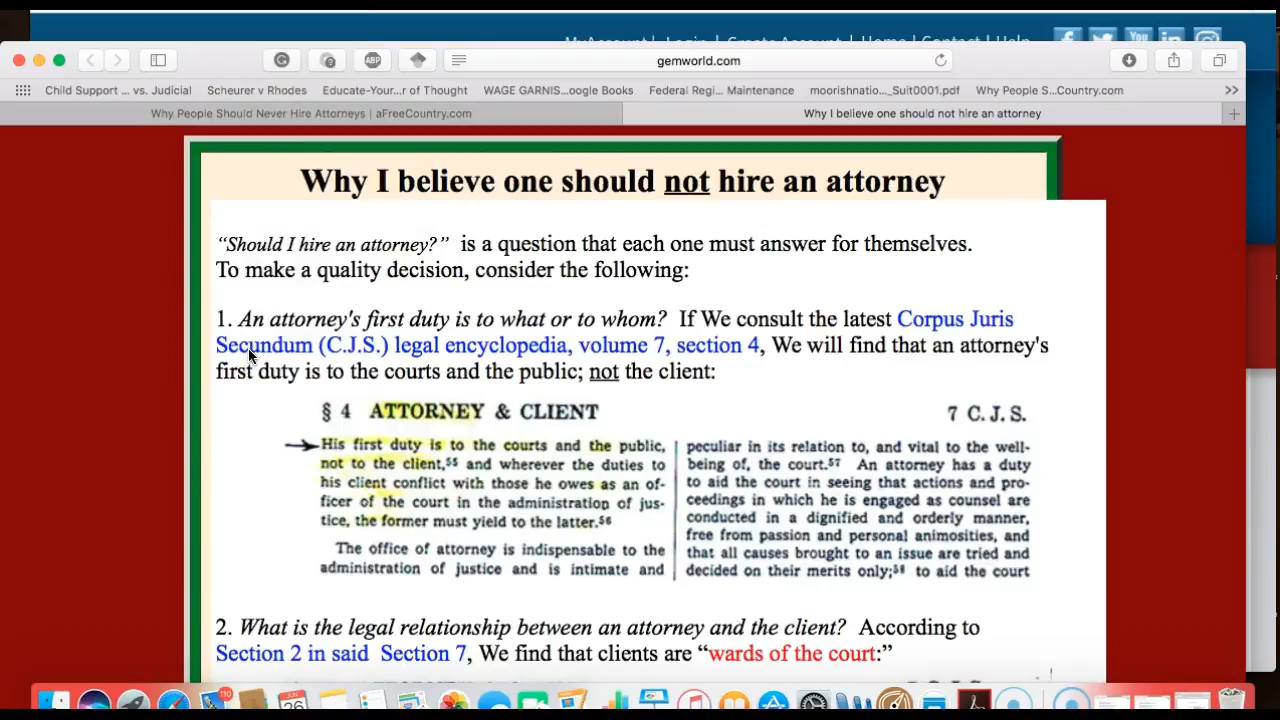 MyAccount | Login | Create Account | Home | Contact | Help
gemworld.com
Child Support ... vs. Judicial Scheurer v Rhodes Educate-Your...r of Thought WAGE GARNIS...oogle Books Federal Regi... Maintenance moorishnatio..._Suit0001.pdf Why People S...Country.com
Why People Should Never Hire Attorneys | aFreeCountry.com Why I believe one should not hire an attorney
Why I believe one should not hire an attorney
“Should I hire an attorney?” is a question that each one must answer for themselves.
To make a quality decision, consider the following:
1. An attorney's first duty is to what or to whom? If We consult the latest Corpus Juris
Secundum (C.J.S.) legal encyclopedia, volume 7, section 4, We will find that an attorney's
first duty is to the courts and the public; not the client:
§ 4 ATTORNEY & CLIENT 7 C. J. S.
His first duty is to the courts and the public,
not to the client,55 and wherever the duties to
his client conflict with those he owes as an of-
ficer of the court in the administration of jus-
tice, the former must yield to the latter.56
The office of attorney is indispensable to the
administration of justice and is intimate and
peculiar in its relation to, and vital to the well-
being of, the court.57 An attorney has a duty
to aid the court in seeing that actions and pro-
ceedings in which he is engaged as counsel are
conducted in a dignified and orderly manner,
free from passion and personal animosities, and
that all causes brought to an issue are tried and
decided on their merits only;58 to aid the court
2. What is the legal relationship between an attorney and the client? According to
Section 2 in said Section 7, We find that clients are “wards of the court:”
110
JUN
26